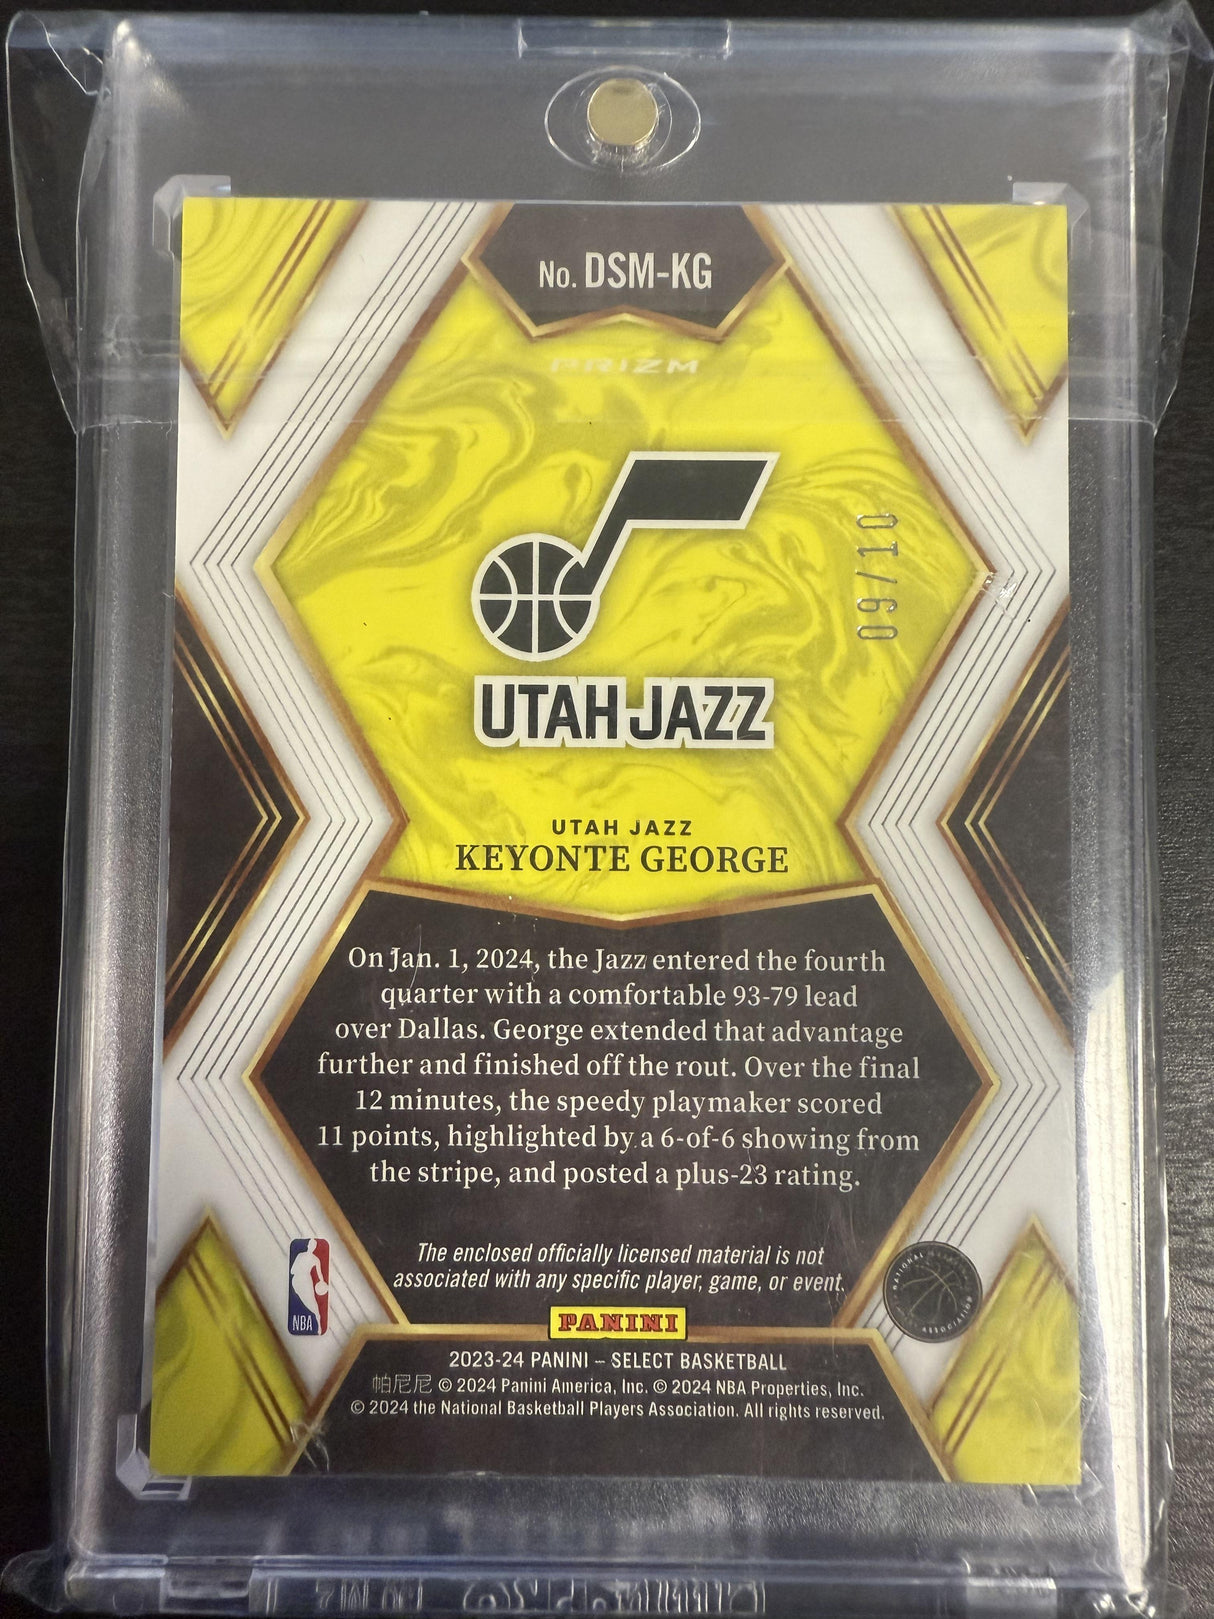 No. DSM-KG
PRIZM
09/10
UTAH JAZZ
UTAH JAZZ
KEYONTE GEORGE
On Jan. 1, 2024, the Jazz entered the fourth
quarter with a comfortable 93-79 lead
over Dallas. George extended that advantage
further and finished off the rout. Over the final
12 minutes, the speedy playmaker scored
11 points, highlighted by a 6-of-6 showing from
the stripe, and posted a plus-23 rating.
The enclosed officially licensed material is not
associated with any specific player, game, or event.
NBA
PANINI
2023-24 PANINI – SELECT BASKETBALL
帕尼尼 © 2024 Panini America, Inc. © 2024 NBA Properties, Inc.
© 2024 the National Basketball Players Association. All rights reserved.